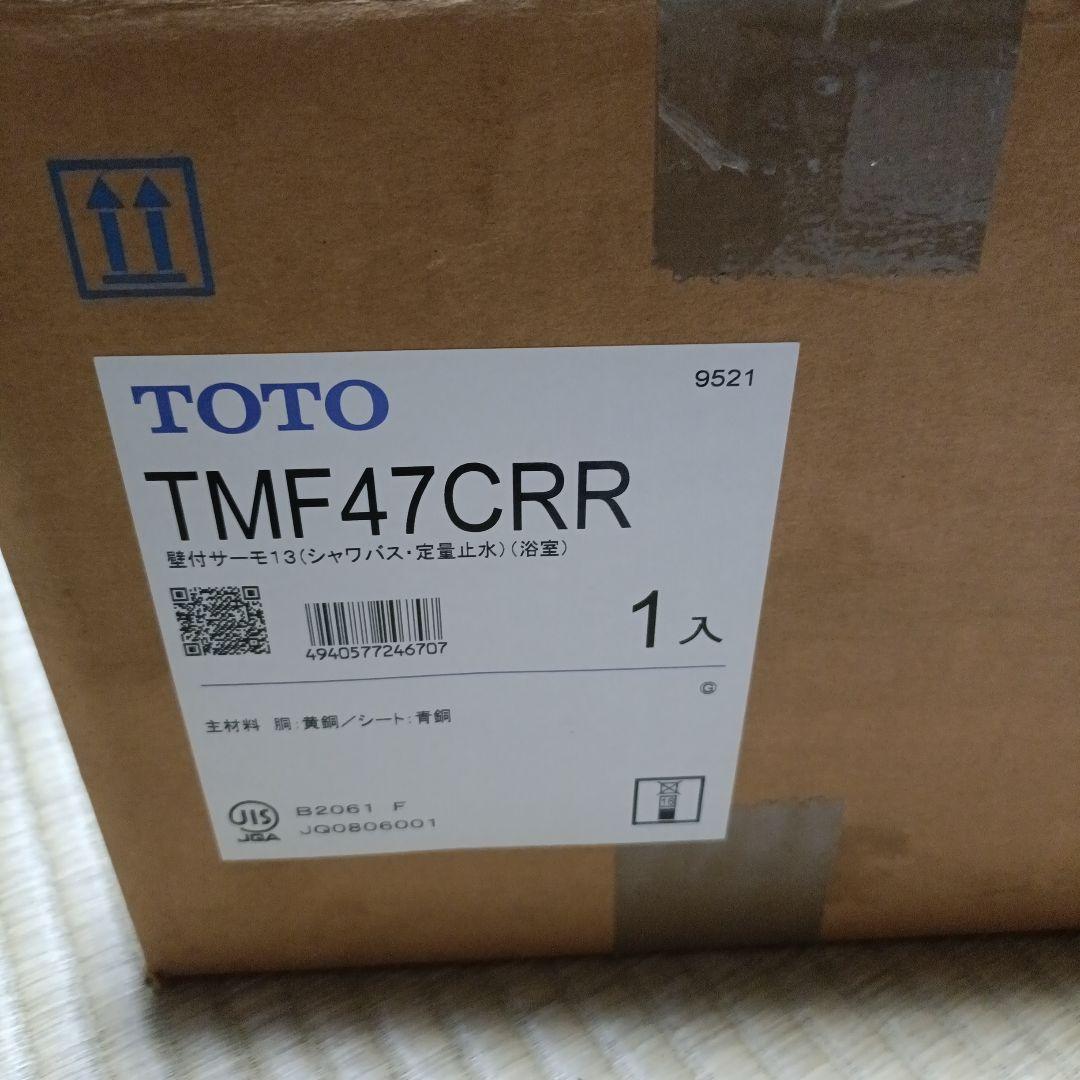 TOTO
9521
TMF47CRR
壁付サーモ13(シャワバス・定量止水)(浴室)
4940577246707
1入
G
主材料 胴:黄銅/シート:青銅
JIS
JQA
B2061 F
JQ0806001
16